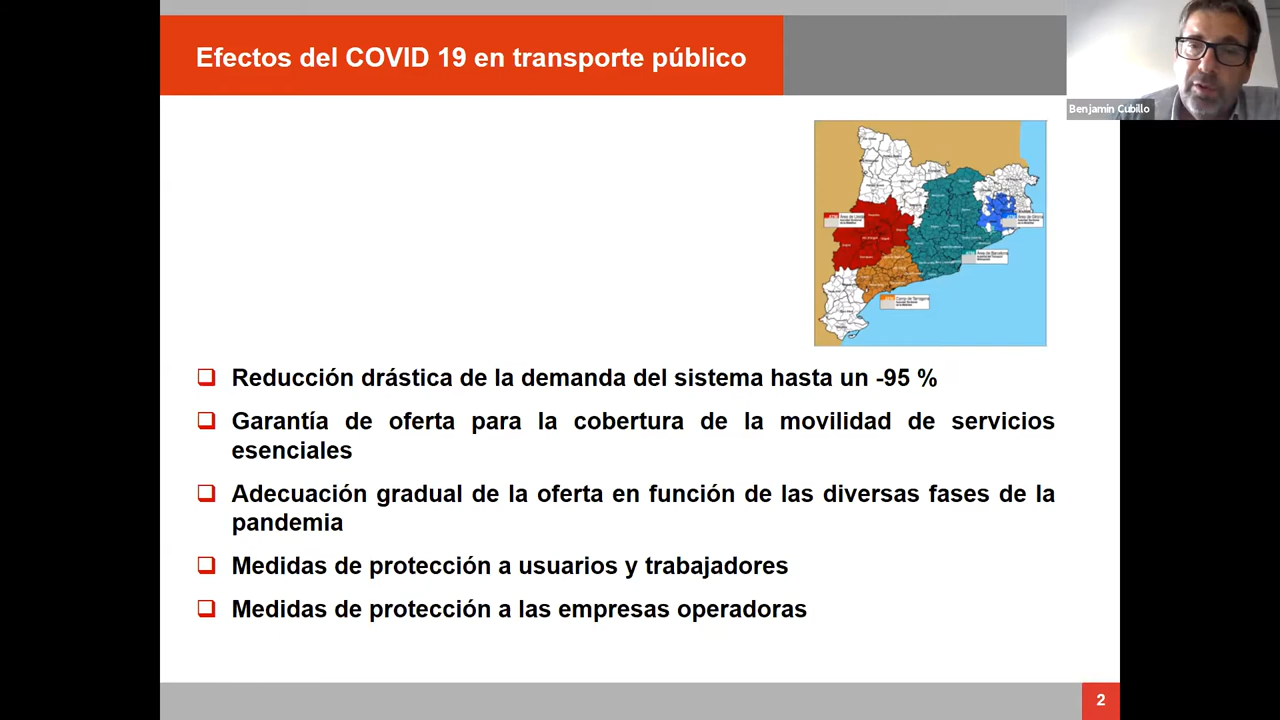 Efectos del COVID 19 en transporte público
Benjamin Cubillo
Reducción drástica de la demanda del sistema hasta un -95 %
Garantía de oferta para la cobertura de la movilidad de servicios
esenciales
Adecuación gradual de la oferta en función de las diversas fases de la
pandemia
Medidas de protección a usuarios y trabajadores
Medidas de protección a las empresas operadoras
2